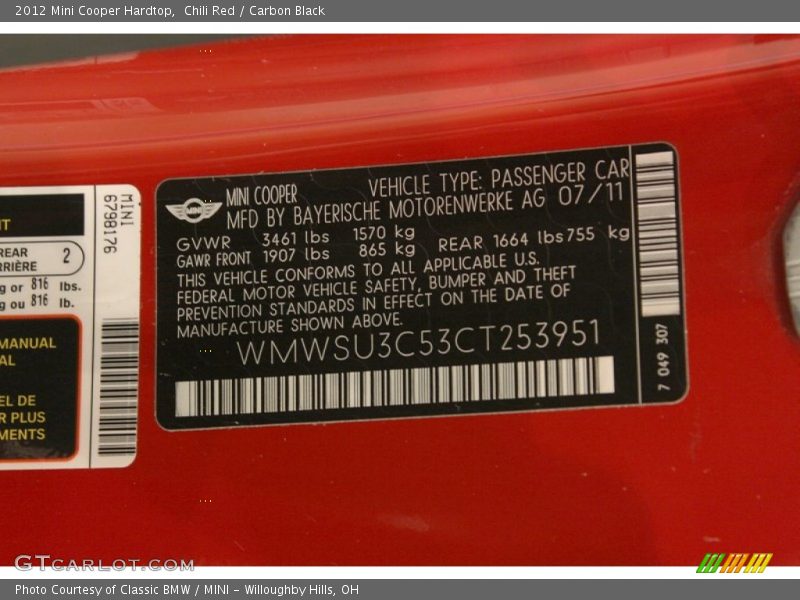 2012 Mini Cooper Hardtop, Chili Red / Carbon Black
MINI
6798176
REAR
RRIÈRE
2
kg or 816 lbs.
kg ou 816 lb.
MANUAL
EL DE
R PLUS
MENTS
MINI
MINI COOPER
VEHICLE TYPE: PASSENGER CAR
MFD BY BAYERISCHE MOTORENWERKE AG 07/11
GVWR 3461 lbs 1570 kg
GAWR FRONT 1907 lbs 865 kg REAR 1664 lbs 755 kg
THIS VEHICLE CONFORMS TO ALL APPLICABLE U.S.
FEDERAL MOTOR VEHICLE SAFETY, BUMPER AND THEFT
PREVENTION STANDARDS IN EFFECT ON THE DATE OF
MANUFACTURE SHOWN ABOVE.
WMWSU3C53CT253951
7 049 307
GTCARLOT.COM
Photo Courtesy of Classic BMW / MINI - Willoughby Hills, OH